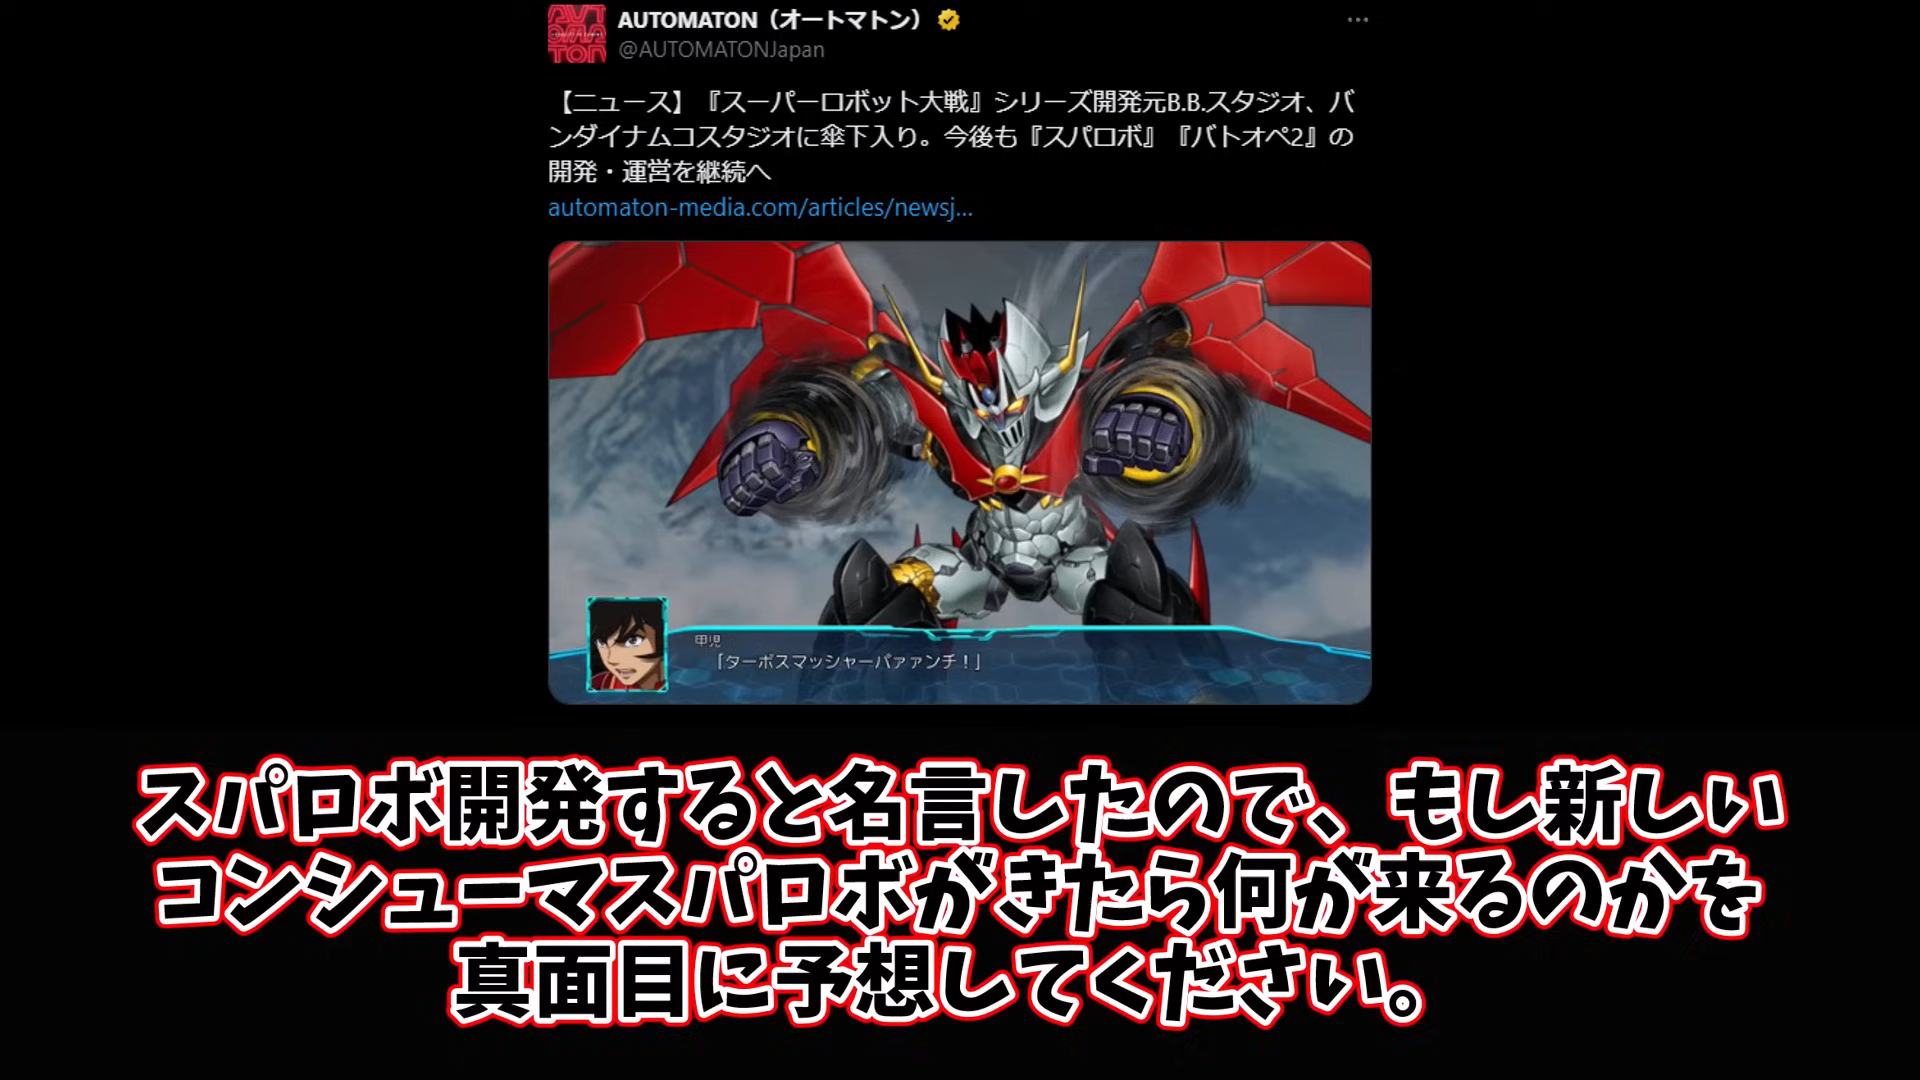 AUTOMATON（オートマトン）
@AUTOMATONJapan
【ニュース】『スーパーロボット大戦』シリーズ開発元B.B.スタジオ、バ
ンダイナムコスタジオに傘下入り。今後も『スパロボ』『バトオペ2』の
開発・運営を継続へ
automaton-media.com/articles/newsj…
甲児
「ターボスマッシャーパァァンチ！」
スパロボ開発すると名言したので、もし新しい
コンシューマスパロボがきたら何が来るのかを
真面目に予想してください。